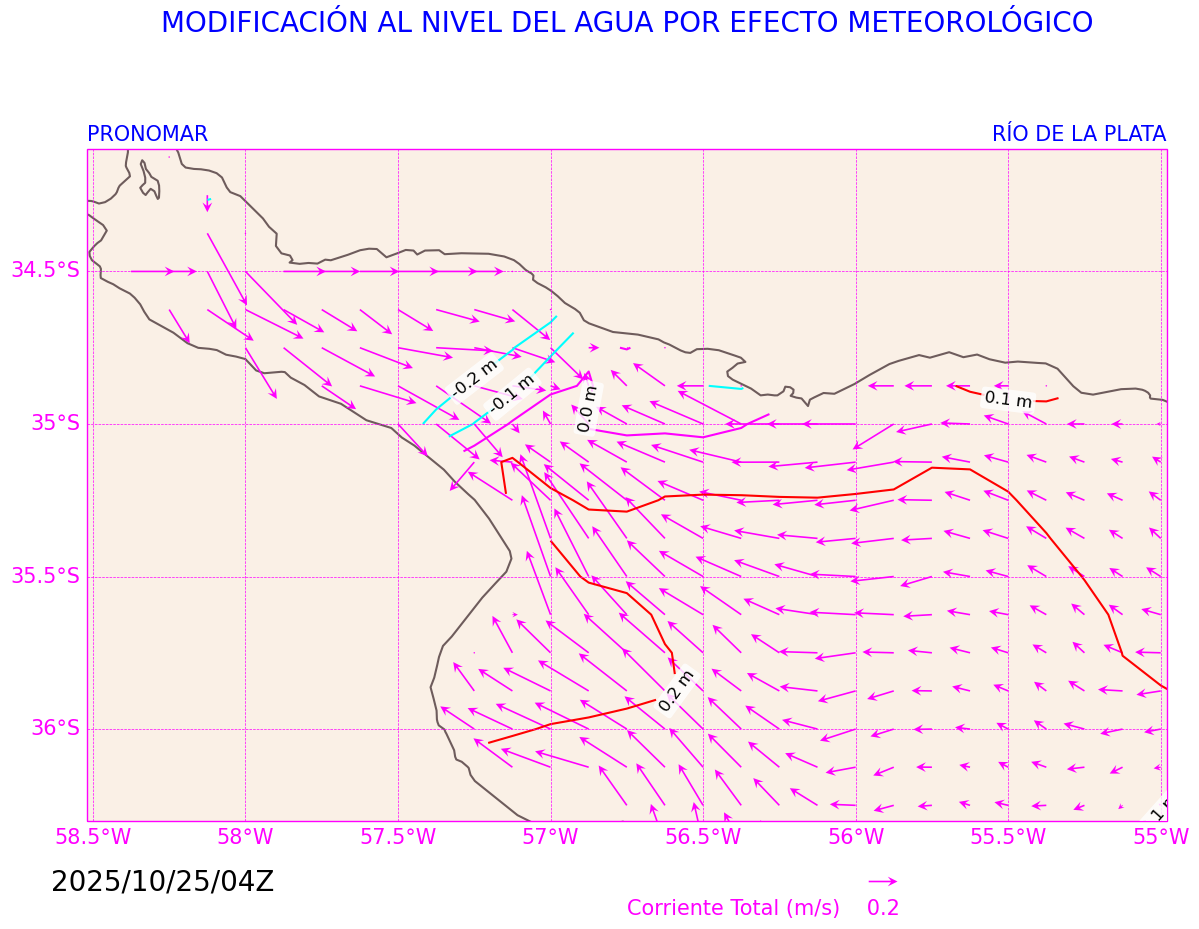 MODIFICACIÓN AL NIVEL DEL AGUA POR EFECTO METEOROLÓGICO
PRONOMAR
RÍO DE LA PLATA
34.5°S
-0.2 m
-0.1 m
0.0 m
0.1 m
35°S
35.5°S
0.2 m
36°S
58.5°W
58°W
57.5°W
57°W
56.5°W
56°W
55.5°W
55°W
2025/10/25/04Z
Corriente Total (m/s)
0.2